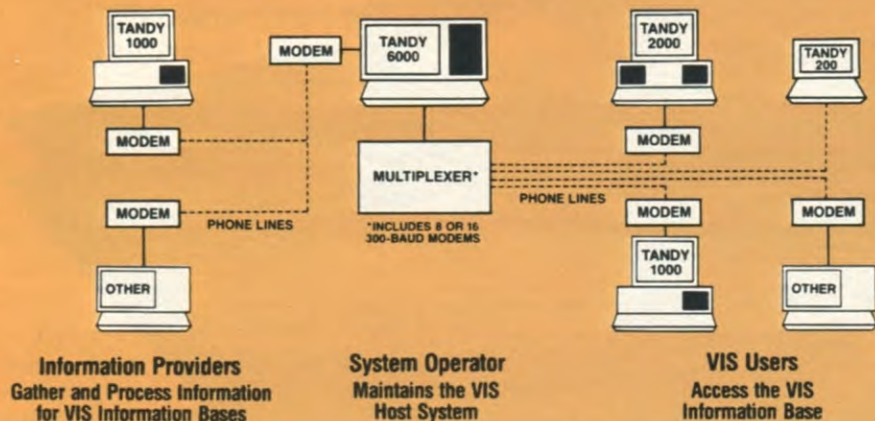 TANDY
1000
MODEM
MODEM
OTHER
PHONE LINES
MODEM
TANDY
6000
MULTIPLEXER*
*INCLUDES 8 OR 16
300-BAUD MODEMS
PHONE LINES
TANDY
2000
MODEM
TANDY
200
MODEM
TANDY
1000
MODEM
OTHER
Information Providers
Gather and Process Information
for VIS Information Bases
System Operator
Maintains the VIS
Host System
VIS Users
Access the VIS
Information Base